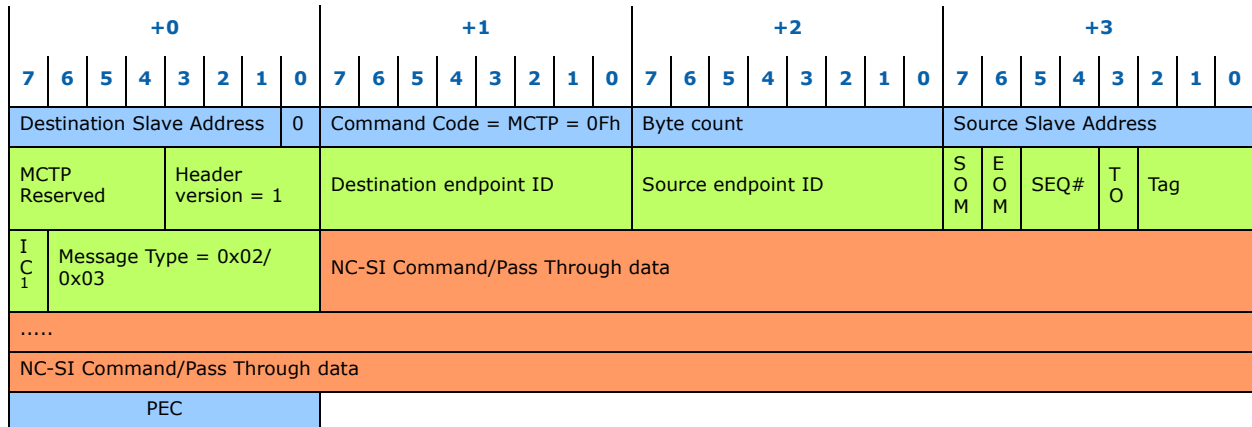 +0 +1 +2 +3
7 6 5 4 3 2 1 0 7 6 5 4 3 2 1 0 7 6 5 4 3 2 1 0 7 6 5 4 3 2 1 0
Destination Slave Address 0 Command Code = MCTP = 0Fh Byte count Source Slave Address
MCTP
Reserved
Header
version = 1
Destination endpoint ID
Source endpoint ID
S
O
M
E
O
M
SEQ#
T
O
Tag
I
C
1
Message Type = 0x02/
0x03
NC-SI Command/Pass Through data
.....
NC-SI Command/Pass Through data
PEC